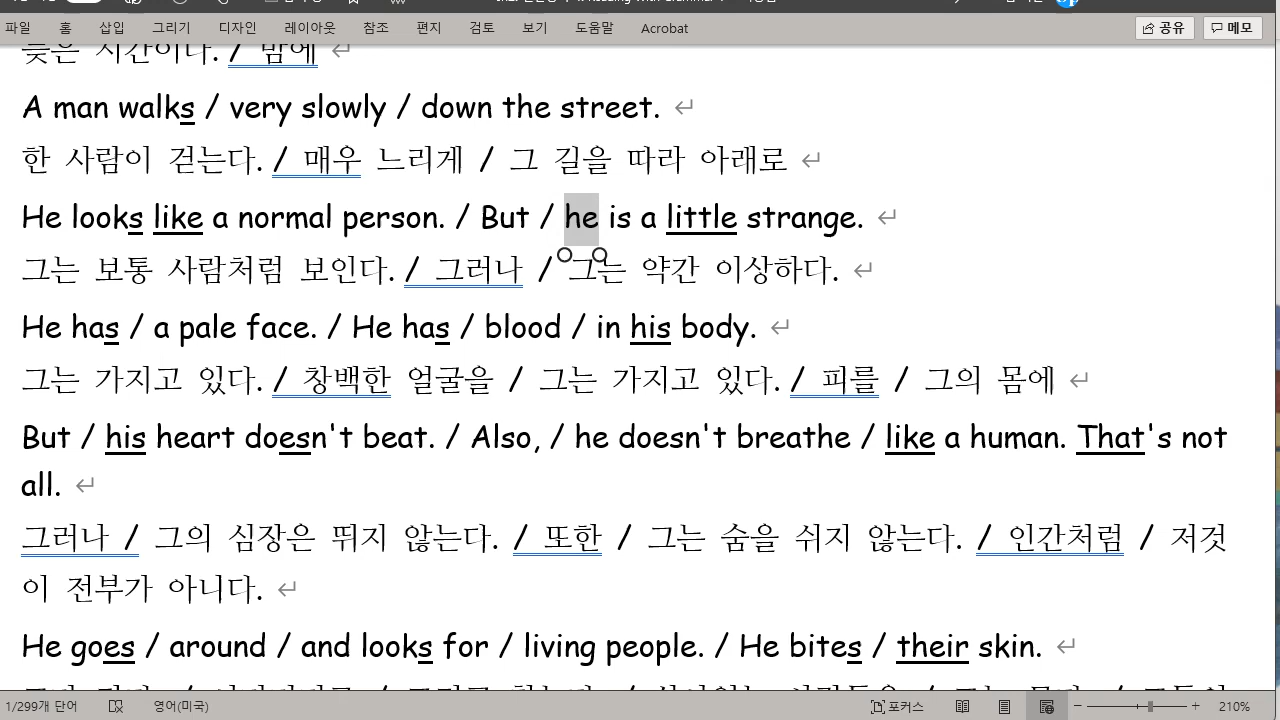 파일 홈 삽입 그리기 디자인 레이아웃 참조 편지 검토 보기 도움말 Acrobat 공유 메모
늦은 시간이다. / 밤에
A man walks / very slowly / down the street.
한 사람이 걷는다. / 매우 느리게 / 그 길을 따라 아래로
He looks like a normal person. / But / he is a little strange.
그는 보통 사람처럼 보인다. / 그러나 / 그는 약간 이상하다.
He has / a pale face. / He has / blood / in his body.
그는 가지고 있다. / 창백한 얼굴을 / 그는 가지고 있다. / 피를 / 그의 몸에
But / his heart doesn't beat. / Also, / he doesn't breathe / like a human. That's not
all.
그러나 / 그의 심장은 뛰지 않는다. / 또한 / 그는 숨을 쉬지 않는다. / 인간처럼 / 저것
이 전부가 아니다.
He goes / around / and looks for / living people. / He bites / their skin.
1/299개 단어 영어(미국) 포커스 210%